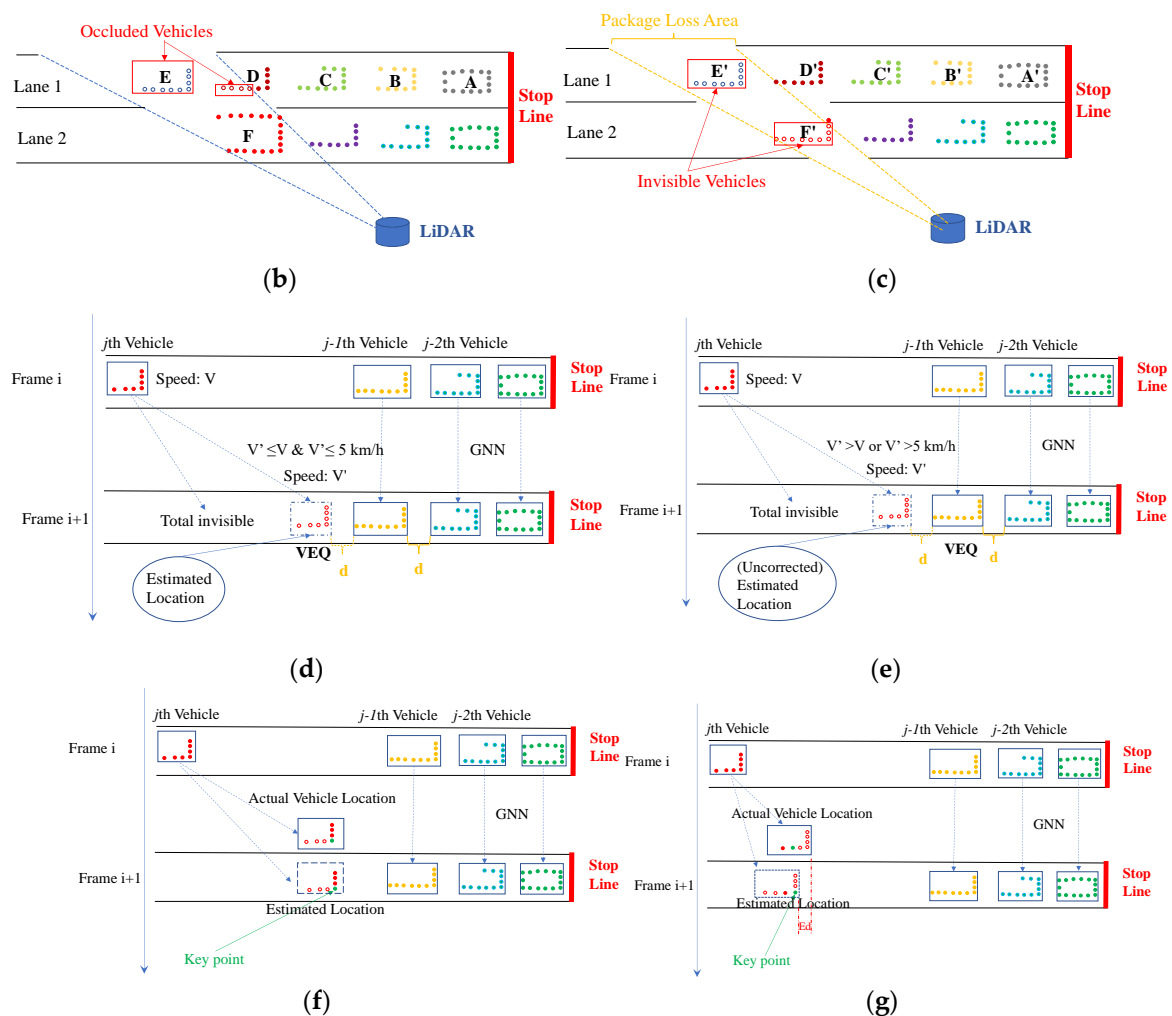 Occluded Vehicles
Lane 1
E
D
C
B
A
Stop
Line
Lane 2
F
LiDAR
(b)
Package Loss Area
Lane 1
E'
D'
C'
B'
A'
Stop
Line
Lane 2
F'
Invisible Vehicles
LiDAR
(c)
jth Vehicle
j-1th Vehicle
j-2th Vehicle
Frame i
Speed: V
Stop
Line
V' ≤V & V'≤ 5 km/h
GNN
Speed: V'
Frame i+1
Total invisible
Stop
Line
VEQ
d
d
Estimated
Location
(d)
jth Vehicle
j-1th Vehicle
j-2th Vehicle
Frame i
Speed: V
Stop
Line
V' >V or V'>5 km/h
GNN
Speed: V'
Frame i+1
Total invisible
Stop
Line
d
VEQ
d
(Uncorrected)
Estimated
Location
(e)
jth Vehicle
j-1th Vehicle
j-2th Vehicle
Frame i
Stop
Line
Actual Vehicle Location
GNN
Frame i+1
Stop
Line
Estimated Location
Key point
(f)
jth Vehicle
j-1th Vehicle
j-2th Vehicle
Frame i
Stop
Line
Actual Vehicle Location
GNN
Frame i+1
Stop
Line
Estimated Location
Ed
Key point
(g)